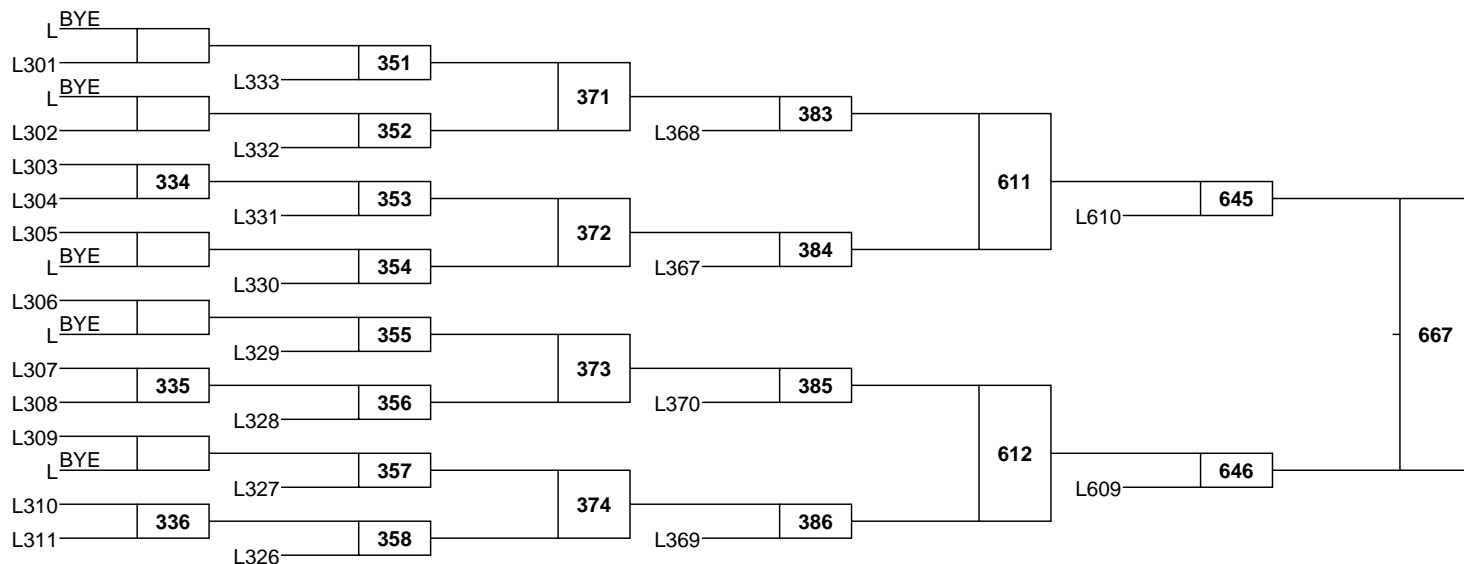 L BYE
L301
L333
351
L BYE
L302
L332
352
371
L303
L304
334
L331
353
L305
L BYE
L330
354
372
L368
383
L367
384
611
L306
L BYE
L329
355
L307
L308
335
L328
356
373
L309
L BYE
L327
357
L310
L311
336
L326
358
374
L370
385
L369
386
612
L610
645
L609
646
667